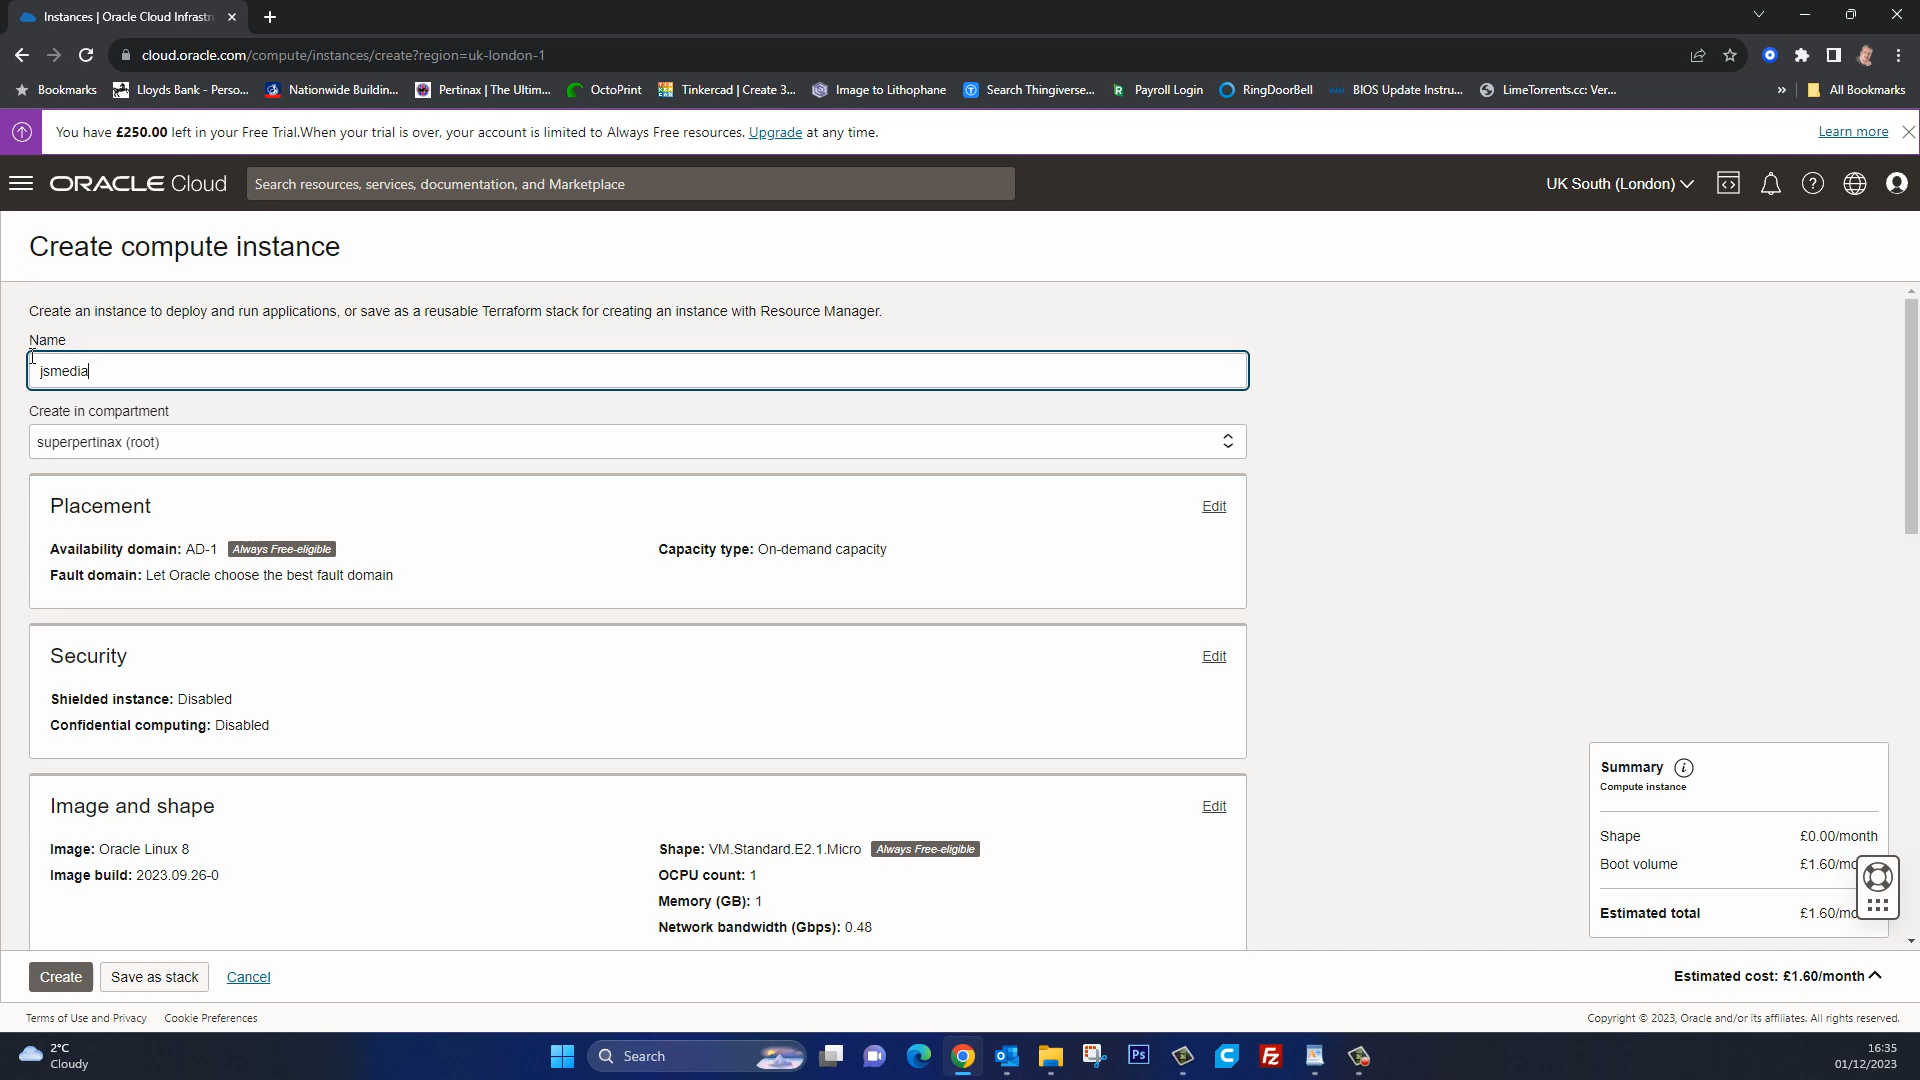 Instances | Oracle Cloud Infrastr
cloud.oracle.com/compute/instances/create?region=uk-london-1
Bookmarks Lloyds Bank - Perso... Nationwide Buildin... Pertinax | The Ultim... OctoPrint Tinkercad | Create 3... Image to Lithophane Search Thingiverse... Payroll Login RingDoorBell BIOS Update Instru... LimeTorrents.cc: Ver... » All Bookmarks
You have £250.00 left in your Free Trial.When your trial is over, your account is limited to Always Free resources. Upgrade at any time. Learn more
ORACLE Cloud Search resources, services, documentation, and Marketplace UK South (London)
Create compute instance
Create an instance to deploy and run applications, or save as a reusable Terraform stack for creating an instance with Resource Manager.
Name
jsmedia
Create in compartment
superpertinax (root)
Placement Edit
Availability domain: AD-1 Always Free-eligible Capacity type: On-demand capacity
Fault domain: Let Oracle choose the best fault domain
Security Edit
Shielded instance: Disabled
Confidential computing: Disabled
Image and shape Edit
Image: Oracle Linux 8 Shape: VM.Standard.E2.1.Micro Always Free-eligible
Image build: 2023.09.26-0 OCPU count: 1
Memory (GB): 1
Network bandwidth (Gbps): 0.48
Summary i
Compute instance
Shape £0.00/month
Boot volume £1.60/mo
Estimated total £1.60/mo
Create Save as stack Cancel Estimated cost: £1.60/month
Terms of Use and Privacy Cookie Preferences Copyright © 2023, Oracle and/or its affiliates. All rights reserved.
2°C
Cloudy
Search
Ps
Fz
16:35
01/12/2023